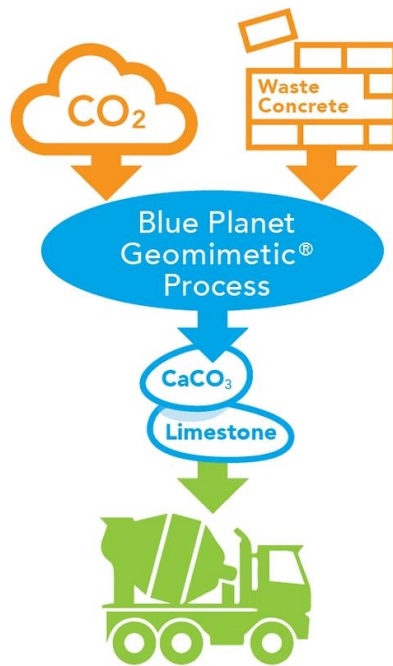 CO₂
Waste
Concrete
Blue Planet
Geomimetic®
Process
CaCO₃
Limestone